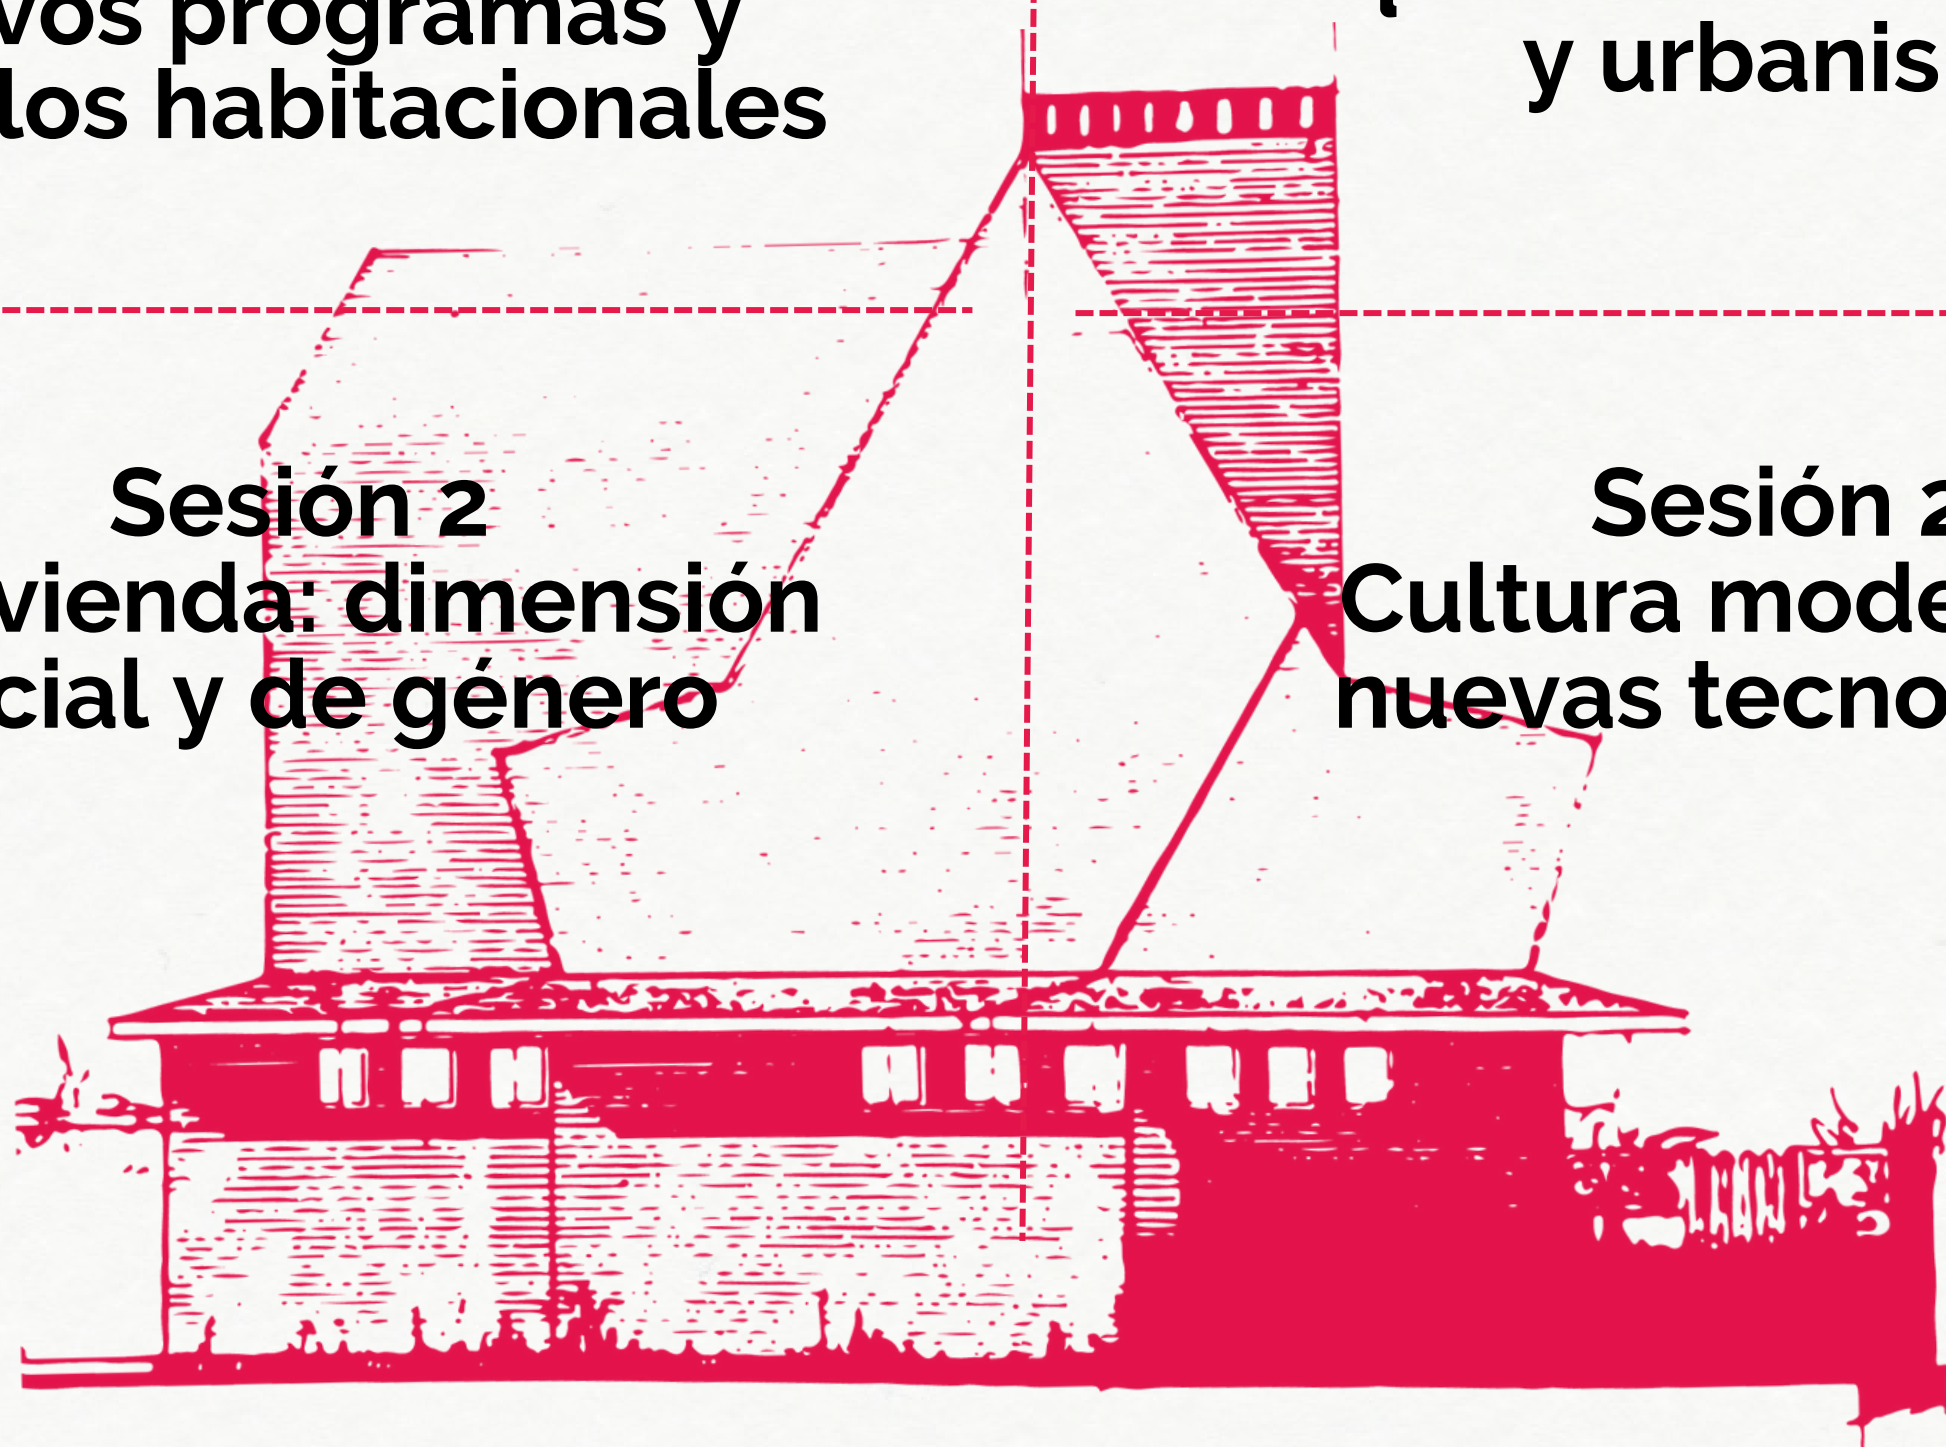 vos programas y
los habitacionales
y urbanis
Sesión 2
vienda: dimensión
cial y de género
Sesión 2
Cultura mode
nuevas tecno